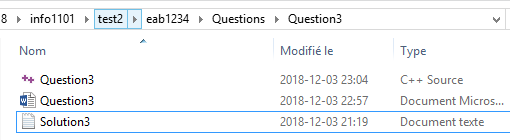 8 › info1101 › test2 › eab1234 › Questions › Question3
Nom Modifié le Type
Question3 2018-12-03 23:04 C++ Source
Question3 2018-12-03 22:57 Document Micros...
Solution3 2018-12-03 21:19 Document texte